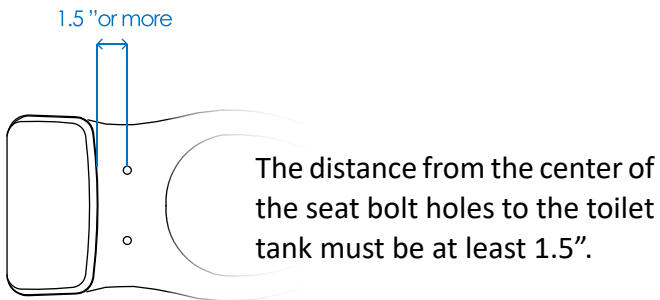 1.5 ”or more
The distance from the center of
the seat bolt holes to the toilet
tank must be at least 1.5”.